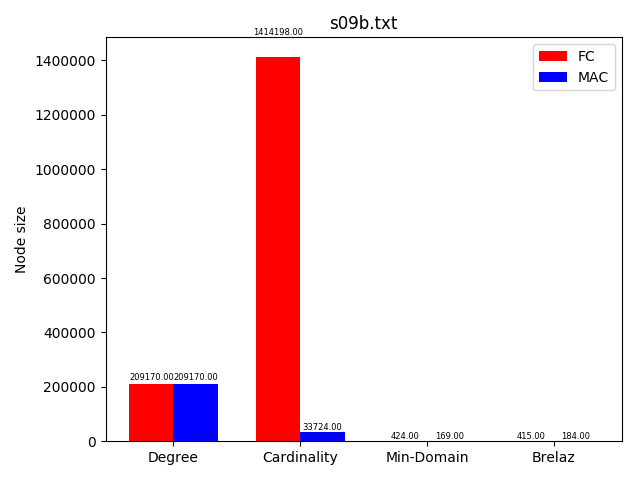 s09b.txt
1414198.00
FC
MAC
1400000
1200000
1000000
800000
600000
400000
200000
0
Node size
209170.00 209170.00
33724.00
424.00 169.00
415.00 184.00
Degree Cardinality Min-Domain Brelaz